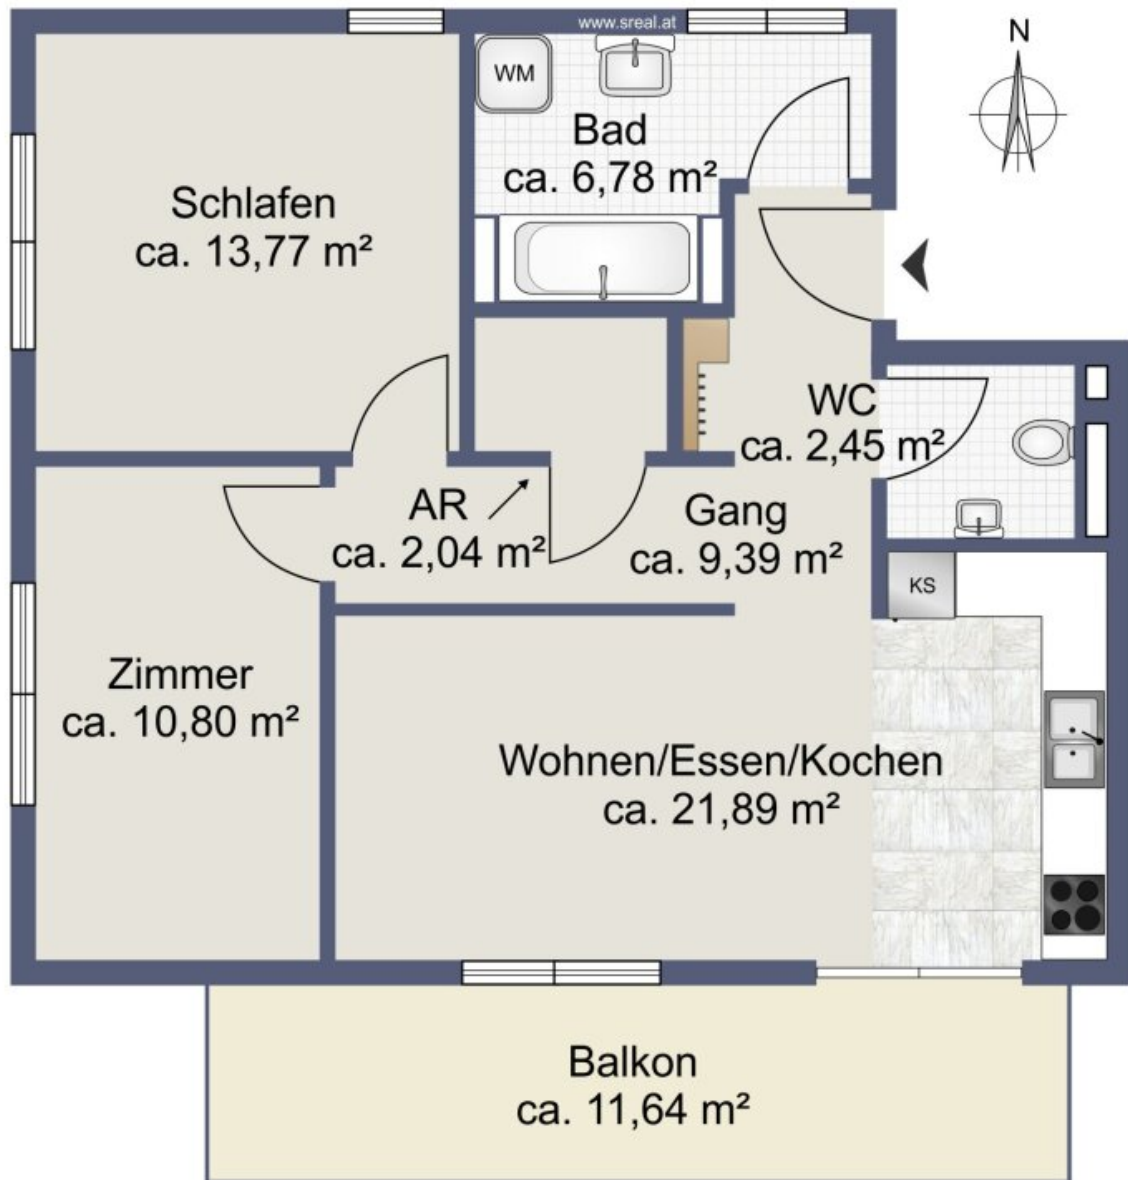 www.sreal.at
N
WM
Bad
ca. 6,78 m²
Schlafen
ca. 13,77 m²
WC
ca. 2,45 m²
AR
ca. 2,04 m²
Gang
ca. 9,39 m²
KS
Zimmer
ca. 10,80 m²
Wohnen/Essen/Kochen
ca. 21,89 m²
Balkon
ca. 11,64 m²